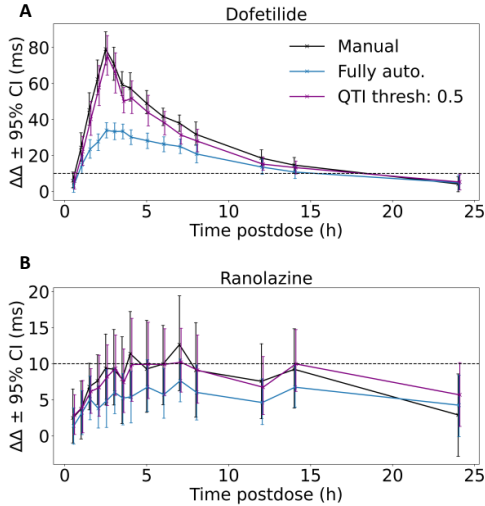 A
Dofetilide
ΔΔ ± 95% CI (ms)
80
60
40
20
0
Manual
Fully auto.
QTI thresh: 0.5
0
5
10
15
20
25
Time postdose (h)
B
Ranolazine
ΔΔ ± 95% CI (ms)
20
15
10
5
0
0
5
10
15
20
25
Time postdose (h)